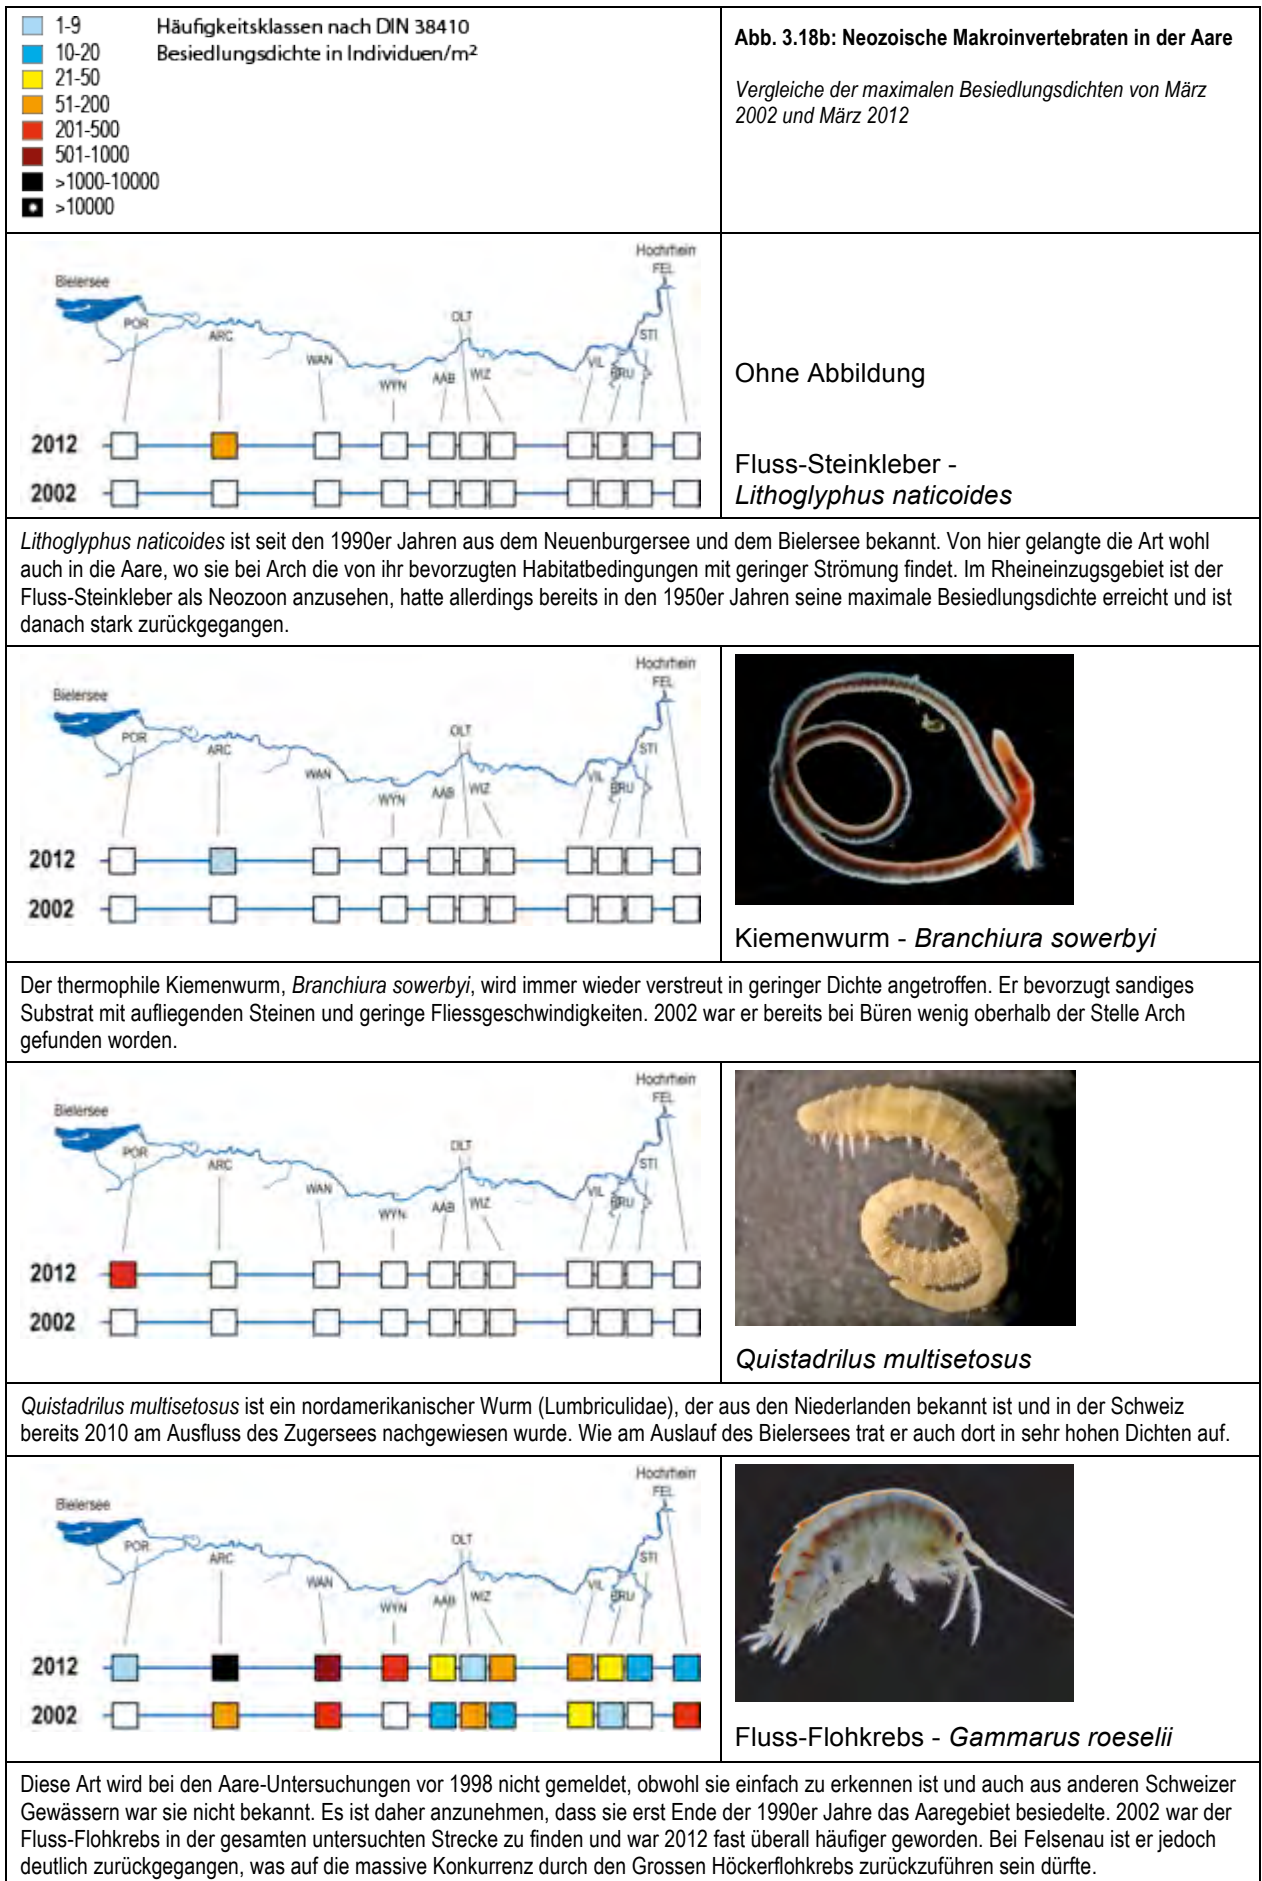 1-9 Häufigkeitsklassen nach DIN 38410
10-20 Besiedlungsdichte in Individuen/m²
21-50
51-200
201-500
501-1000
>1000-10000
>10000
Abb. 3.18b: Neozoische Makroinvertebraten in der Aare
Vergleiche der maximalen Besiedlungsdichten von März
2002 und März 2012
Hochrhein
FEL
Bielersee
POR
ARC
WAN
WYN
AAB
OLT
WIZ
VIL
BRU
STI
2012
2002
Ohne Abbildung
Fluss-Steinkleber -
Lithoglyphus naticoides
Lithoglyphus naticoides ist seit den 1990er Jahren aus dem Neuenburgersee und dem Bielersee bekannt. Von hier gelangte die Art wohl
auch in die Aare, wo sie bei Arch die von ihr bevorzugten Habitatbedingungen mit geringer Strömung findet. Im Rheineinzugsgebiet ist der
Fluss-Steinkleber als Neozoon anzusehen, hatte allerdings bereits in den 1950er Jahren seine maximale Besiedlungsdichte erreicht und ist
danach stark zurückgegangen.
Hochrhein
FEL
Bielersee
POR
ARC
WAN
WYN
AAB
OLT
WIZ
VIL
BRU
STI
2012
2002
Kiemenwurm - Branchiura sowerbyi
Der thermophile Kiemenwurm, Branchiura sowerbyi, wird immer wieder verstreut in geringer Dichte angetroffen. Er bevorzugt sandiges
Substrat mit aufliegenden Steinen und geringe Fliessgeschwindigkeiten. 2002 war er bereits bei Büren wenig oberhalb der Stelle Arch
gefunden worden.
Hochrhein
FEL
Bielersee
POR
ARC
WAN
WYN
AAB
OLT
WIZ
VIL
BRU
STI
2012
2002
Quistadrilus multisetosus
Quistadrilus multisetosus ist ein nordamerikanischer Wurm (Lumbriculidae), der aus den Niederlanden bekannt ist und in der Schweiz
bereits 2010 am Ausfluss des Zugersees nachgewiesen wurde. Wie am Auslauf des Bielersees trat er auch dort in sehr hohen Dichten auf.
Hochrhein
FEL
Bielersee
POR
ARC
WAN
WYN
AAB
OLT
WIZ
VIL
BRU
STI
2012
2002
Fluss-Flohkrebs - Gammarus roeselii
Diese Art wird bei den Aare-Untersuchungen vor 1998 nicht gemeldet, obwohl sie einfach zu erkennen ist und auch aus anderen Schweizer
Gewässern war sie nicht bekannt. Es ist daher anzunehmen, dass sie erst Ende der 1990er Jahre das Aaregebiet besiedelte. 2002 war der
Fluss-Flohkrebs in der gesamten untersuchten Strecke zu finden und war 2012 fast überall häufiger geworden. Bei Felsenau ist er jedoch
deutlich zurückgegangen, was auf die massive Konkurrenz durch den Grossen Höckerflohkrebs zurückzuführen sein dürfte.